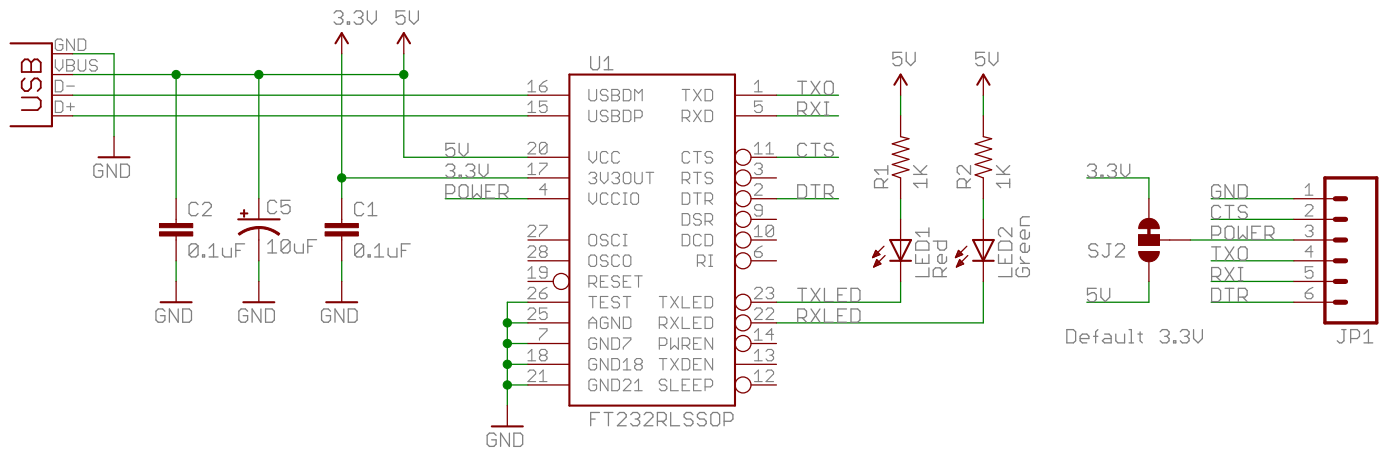 3.3V 5V
USB
GND
VBUS
D-
D+
GND
C2
0.1uF
GND
C5
+
10uF
GND
C1
0.1uF
GND
5V
3.3V
POWER
U1
16 USBDM TXD 1 TXO
15 USBDP RXD 5 RXI
20 VCC CTS 11 CTS
17 3V3OUT RTS 3
4 VCCIO DTR 2 DTR
DSR 9
27 OSCI DCD 10
28 OSCO RI 6
19 RESET
26 TEST TXLED 23 TXLED
25 AGND RXLED 22 RXLED
7 GND7 PWREN 14
18 GND18 TXDEN 13
21 GND21 SLEEP 12
FT232RLSSOP
GND
5V
R1
1K
LED1
Red
5V
R2
1K
LED2
Green
3.3V
SJ2
5V
Default 3.3V
GND 1
CTS 2
POWER 3
TXO 4
RXI 5
DTR 6
JP1